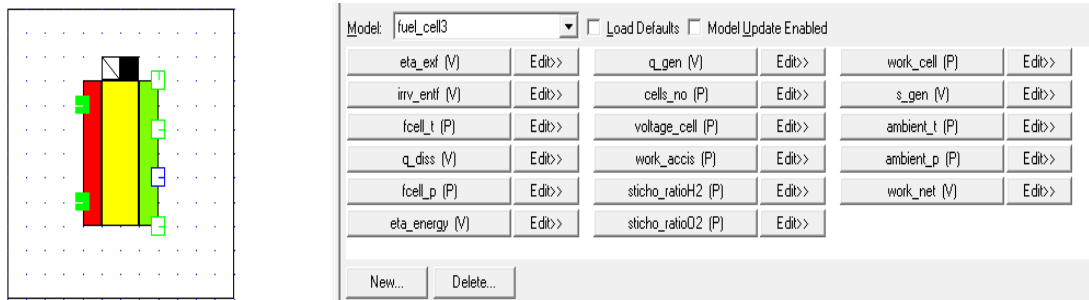 Model: fuel_cell3 Load Defaults Model Update Enabled
eta_exf (V) Edit>> q_gen (V) Edit>> work_cell (P) Edit>>
irrv_entf (V) Edit>> cells_no (P) Edit>> s_gen (V) Edit>>
fcell_t (P) Edit>> voltage_cell (P) Edit>> ambient_t (P) Edit>>
q_diss (V) Edit>> work_accis (P) Edit>> ambient_p (P) Edit>>
fcell_p (P) Edit>> sticho_ratioH2 (P) Edit>> work_net (V) Edit>>
eta_energy (V) Edit>> sticho_ratioO2 (P) Edit>>
New... Delete...